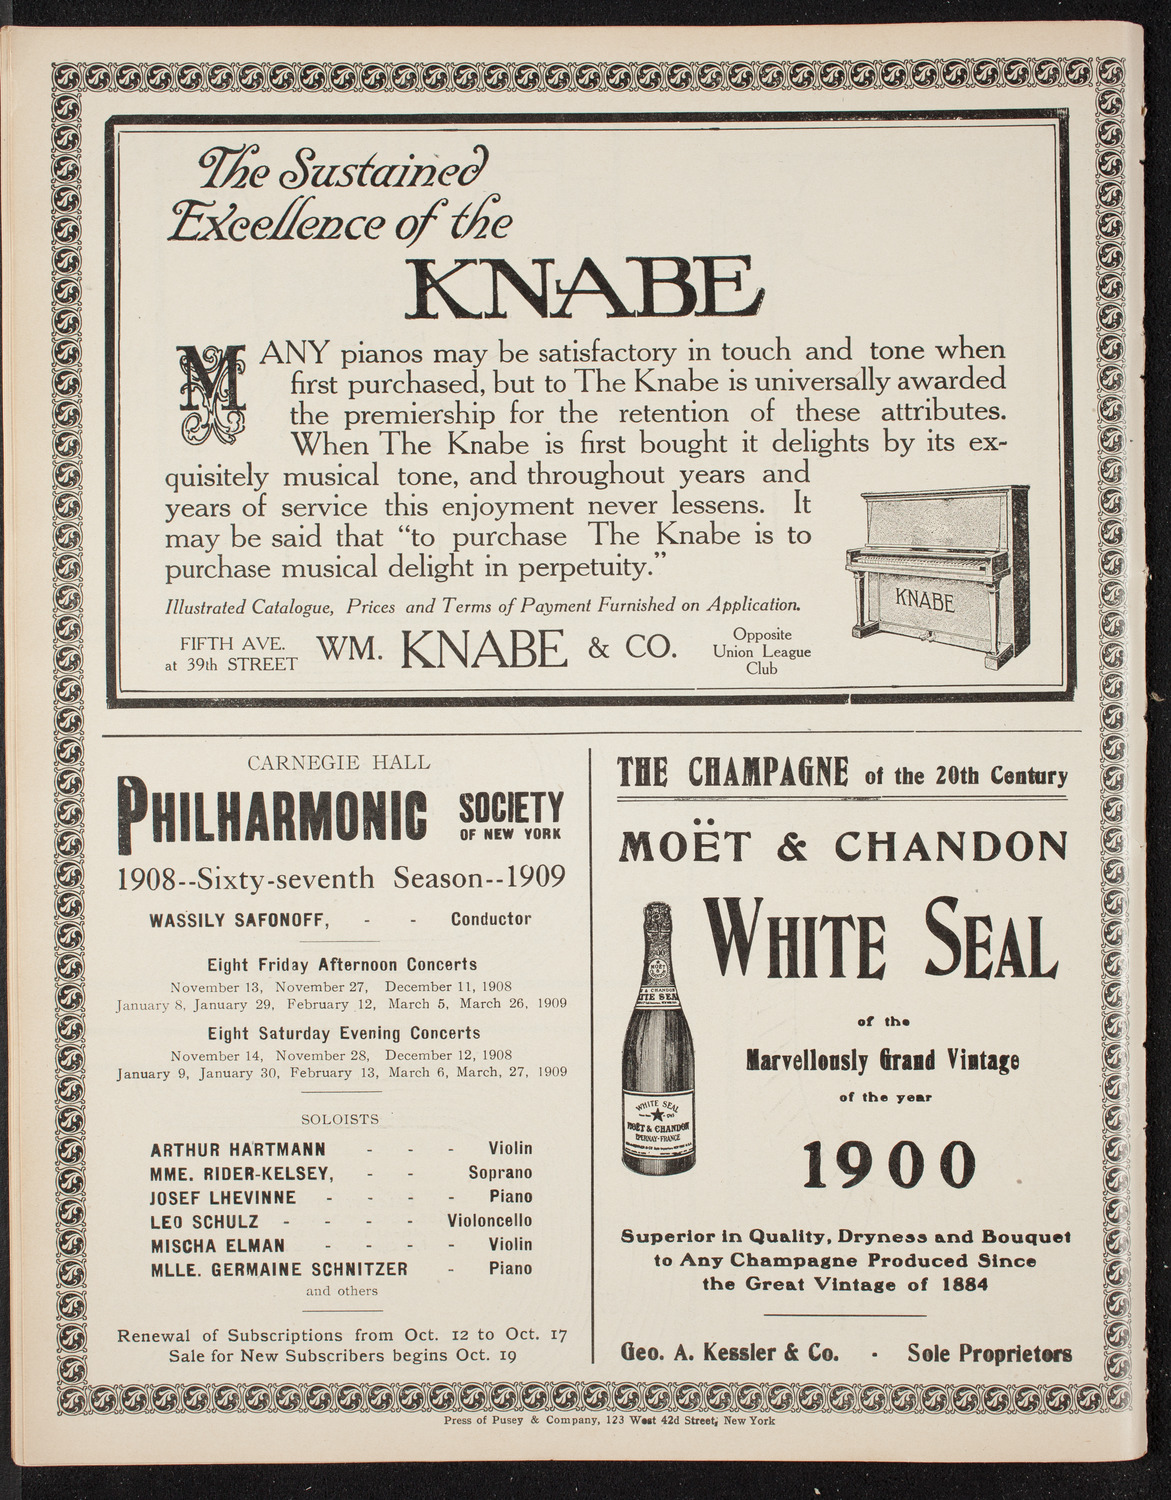 The Sustained
Excellence of the
KNABE
MANY pianos may be satisfactory in touch and tone when
first purchased, but to The Knabe is universally awarded
the premiership for the retention of these attributes.
When The Knabe is first bought it delights by its ex-
quisitely musical tone, and throughout years and
years of service this enjoyment never lessens. It
may be said that “to purchase The Knabe is to
purchase musical delight in perpetuity.”
KNABE
Illustrated Catalogue, Prices and Terms of Payment Furnished on Application.
FIFTH AVE.
at 39th STREET
WM. KNABE & CO.
Opposite
Union League
Club
CARNEGIE HALL
PHILHARMONIC SOCIETY
OF NEW YORK
1908--Sixty-seventh Season--1909
WASSILY SAFONOFF, - - Conductor
Eight Friday Afternoon Concerts
November 13, November 27, December 11, 1908
January 8, January 29, February 12, March 5, March 26, 1909
Eight Saturday Evening Concerts
November 14, November 28, December 12, 1908
January 9, January 30, February 13, March 6, March, 27, 1909
SOLOISTS
ARTHUR HARTMANN - - - Violin
MME. RIDER-KELSEY, - - Soprano
JOSEF LHEVINNE - - - - Piano
LEO SCHULZ - - - - Violoncello
MISCHA ELMAN - - - - Violin
MLLE. GERMAINE SCHNITZER - Piano
and others
Renewal of Subscriptions from Oct. 12 to Oct. 17
Sale for New Subscribers begins Oct. 19
THE CHAMPAGNE of the 20th Century
MOËT & CHANDON
WHITE SEAL
of the
Marvellously Grand Vintage
of the year
1900
WHITE SEAL
MOËT & CHANDON
EPERNAY-FRANCE
Superior in Quality, Dryness and Bouquet
to Any Champagne Produced Since
the Great Vintage of 1884
Geo. A. Kessler & Co. - Sole Proprietors
Press of Pusey & Company, 123 West 42d Street, New York